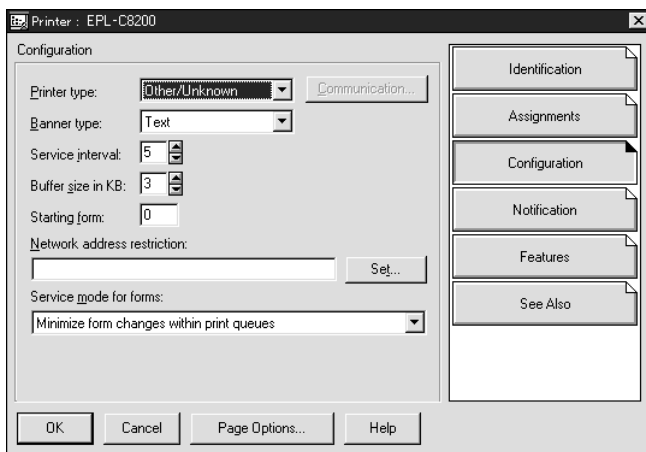 Printer : EPL-C8200
Configuration
Printer type: Other/Unknown Communication...
Banner type: Text
Service interval: 5
Buffer size in KB: 3
Starting form: 0
Network address restriction:
Set...
Service mode for forms:
Minimize form changes within print queues
OK Cancel Page Options... Help
Identification
Assignments
Configuration
Notification
Features
See Also